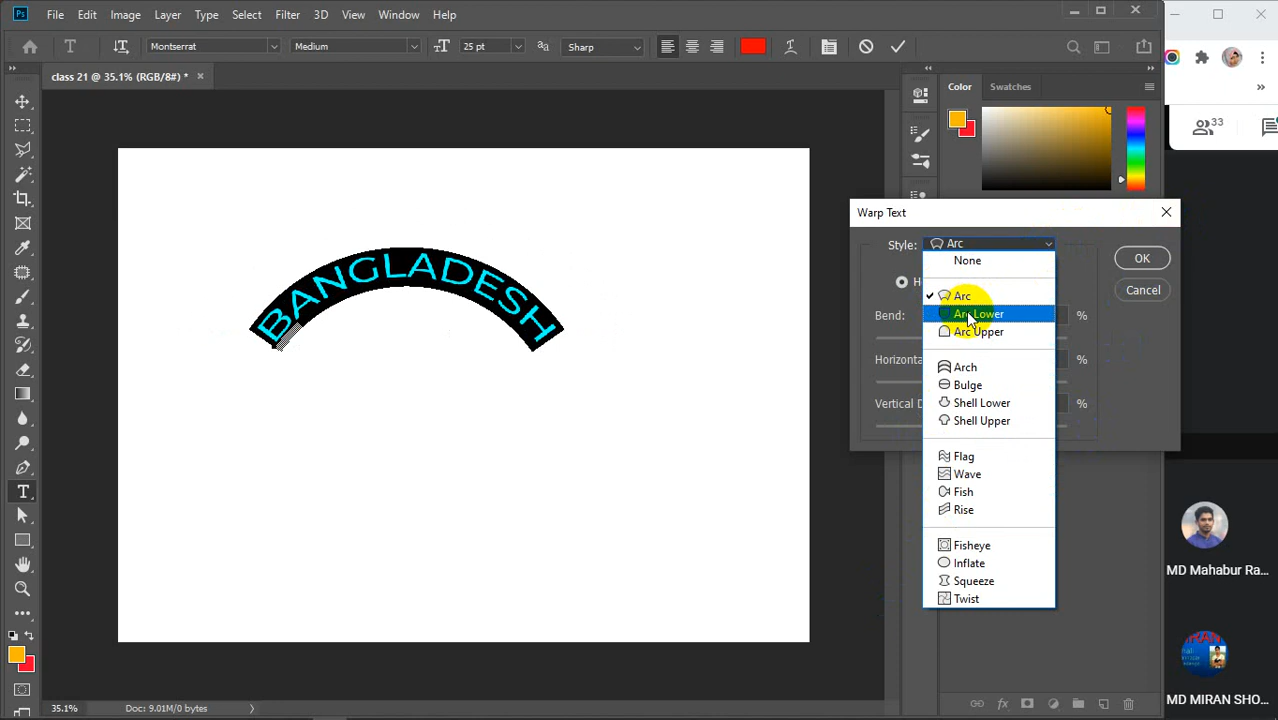 Ps File Edit Image Layer Type Select Filter 3D View Window Help
T Montserrat Medium 25 pt Sharp
class 21 @ 35.1% (RGB/8#) *
Color Swatches
33
BANGLADESH
Warp Text
Style: Arc
OK
Cancel
None
Arc
Arc Lower
Arc Upper
Arch
Bulge
Shell Lower
Shell Upper
Flag
Wave
Fish
Rise
Fisheye
Inflate
Squeeze
Twist
Bend: %
%
%
MD Mahabur Ra...
MD MIRAN SHO...
35.1% Doc: 9.01M/0 bytes